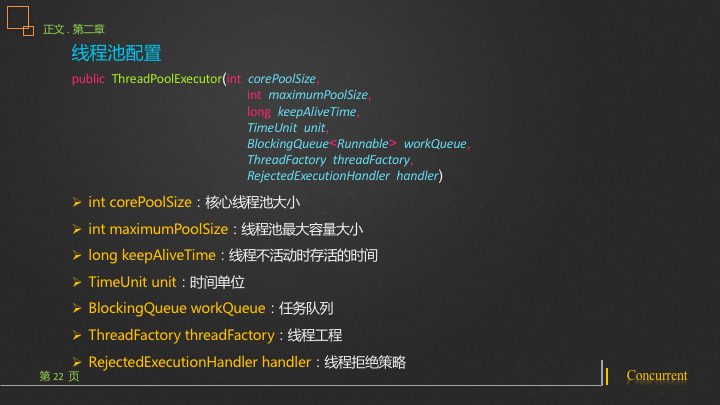 正文 . 第二章
线程池配置
public ThreadPoolExecutor(int corePoolSize,
int maximumPoolSize,
long keepAliveTime,
TimeUnit unit,
BlockingQueue<Runnable> workQueue,
ThreadFactory threadFactory,
RejectedExecutionHandler handler)
➢ int corePoolSize：核心线程池大小
➢ int maximumPoolSize：线程池最大容量大小
➢ long keepAliveTime：线程不活动时存活的时间
➢ TimeUnit unit：时间单位
➢ BlockingQueue workQueue：任务队列
➢ ThreadFactory threadFactory：线程工程
➢ RejectedExecutionHandler handler：线程拒绝策略
第 22 页
Concurrent